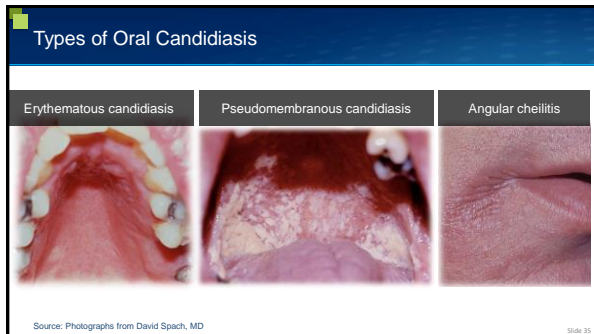 Types of Oral Candidiasis
Erythematous candidiasis
Pseudomembranous candidiasis
Angular cheilitis
Source: Photographs from David Spach, MD
Slide 35